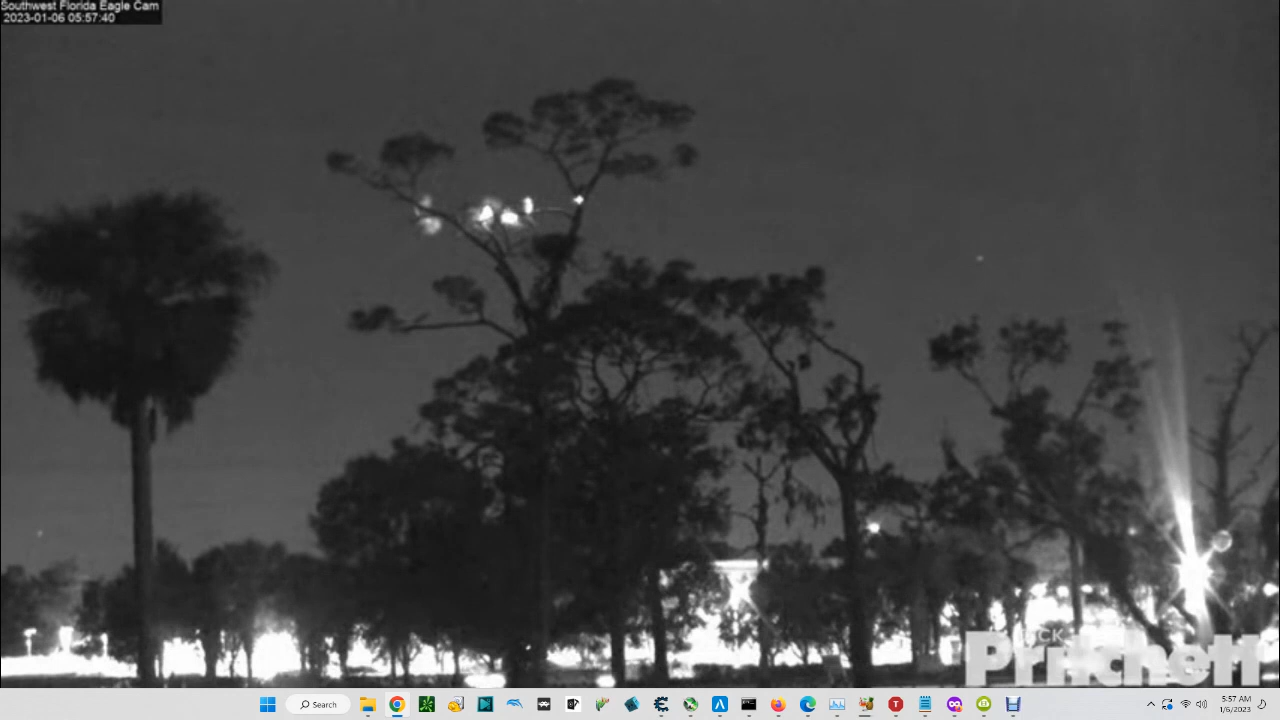 Southwest Florida Eagle Cam
2023-01-06 05:57:40
Pritchett
Search
5:57 AM
1/6/2023